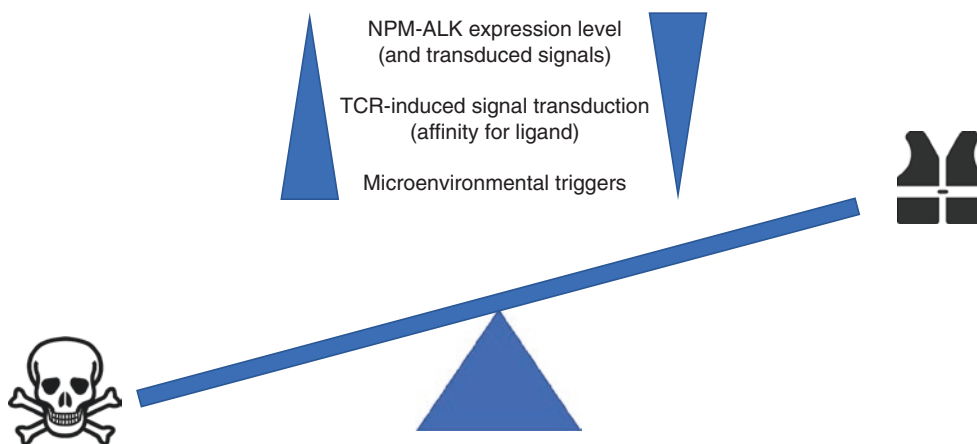 NPM-ALK expression level
(and transduced signals)
TCR-induced signal transduction
(affinity for ligand)
Microenvironmental triggers